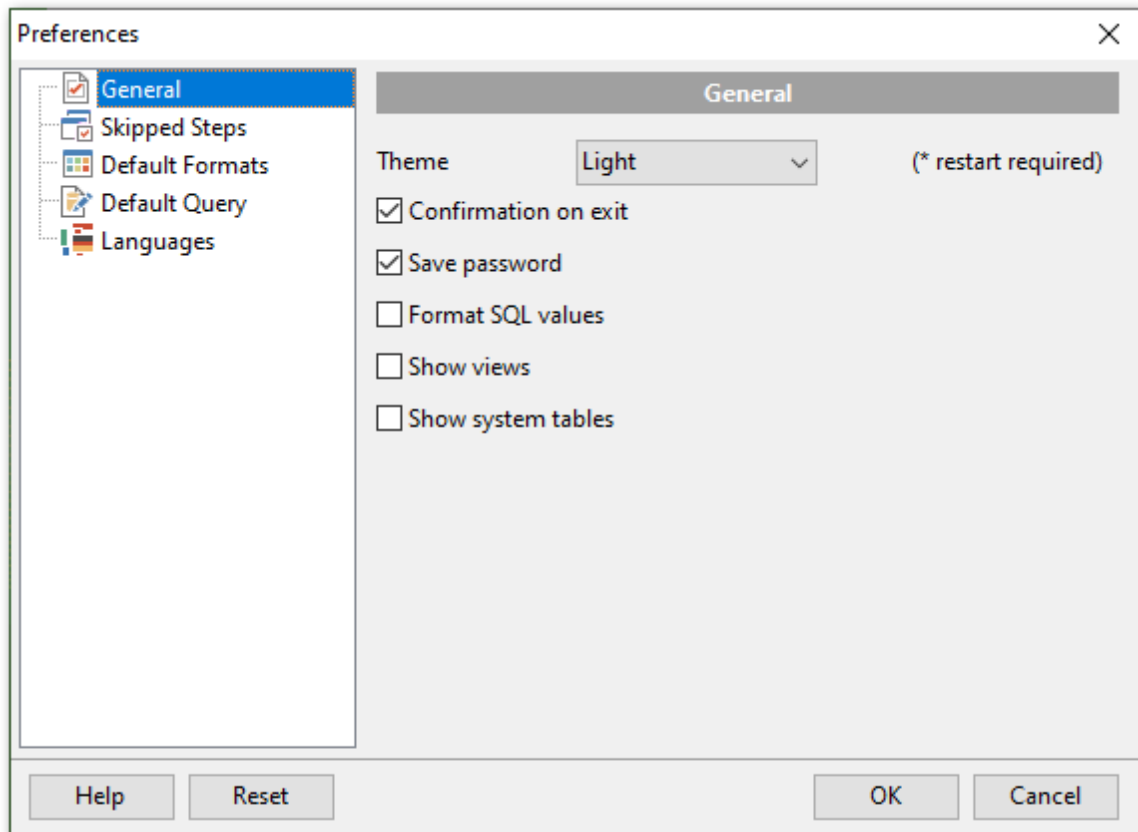 Preferences
General
Skipped Steps
Default Formats
Default Query
Languages
General
Theme Light (* restart required)
Confirmation on exit
Save password
Format SQL values
Show views
Show system tables
Help Reset OK Cancel